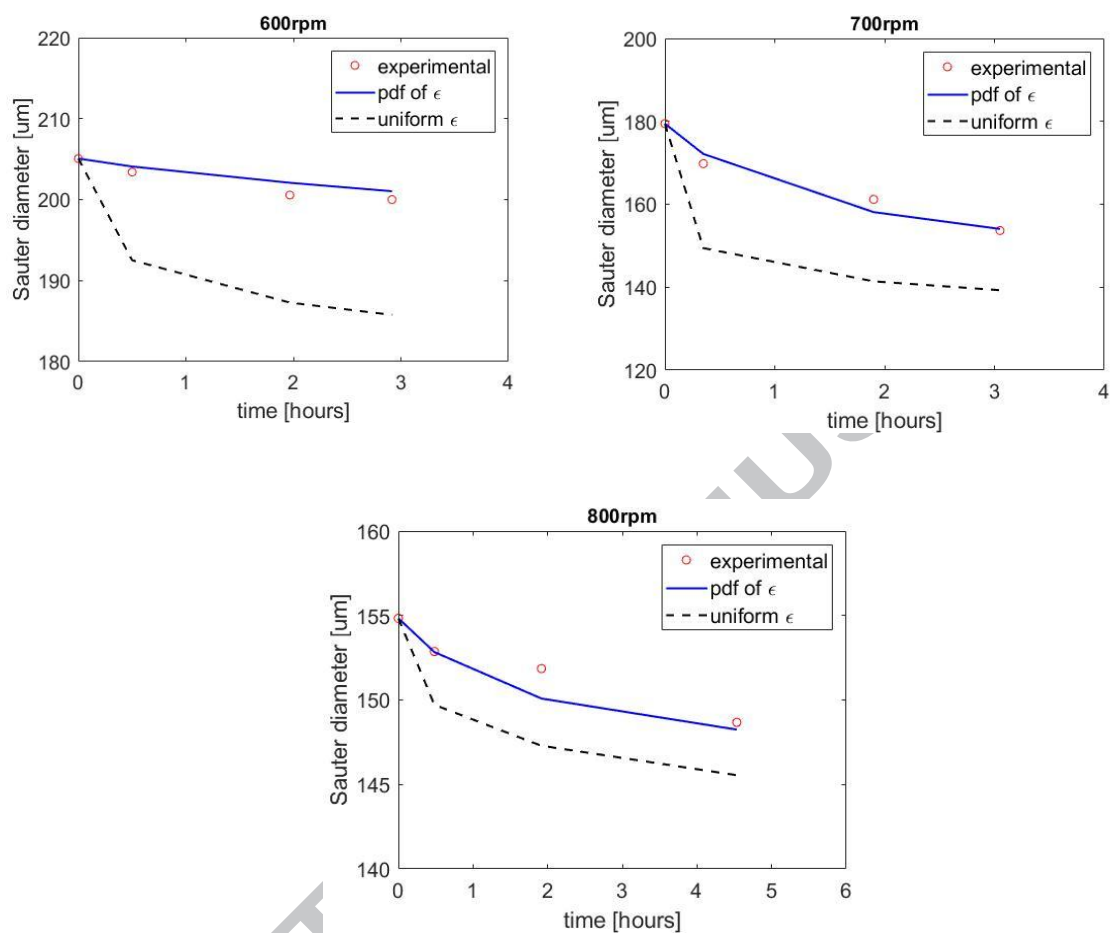 600rpm
220
210
200
190
180
Sauter diameter [um]
0 1 2 3 4
time [hours]
experimental
pdf of ϵ
uniform ϵ
700rpm
200
180
160
140
120
Sauter diameter [um]
0 1 2 3 4
time [hours]
experimental
pdf of ϵ
uniform ϵ
800rpm
160
155
150
145
140
Sauter diameter [um]
0 1 2 3 4 5 6
time [hours]
experimental
pdf of ϵ
uniform ϵ